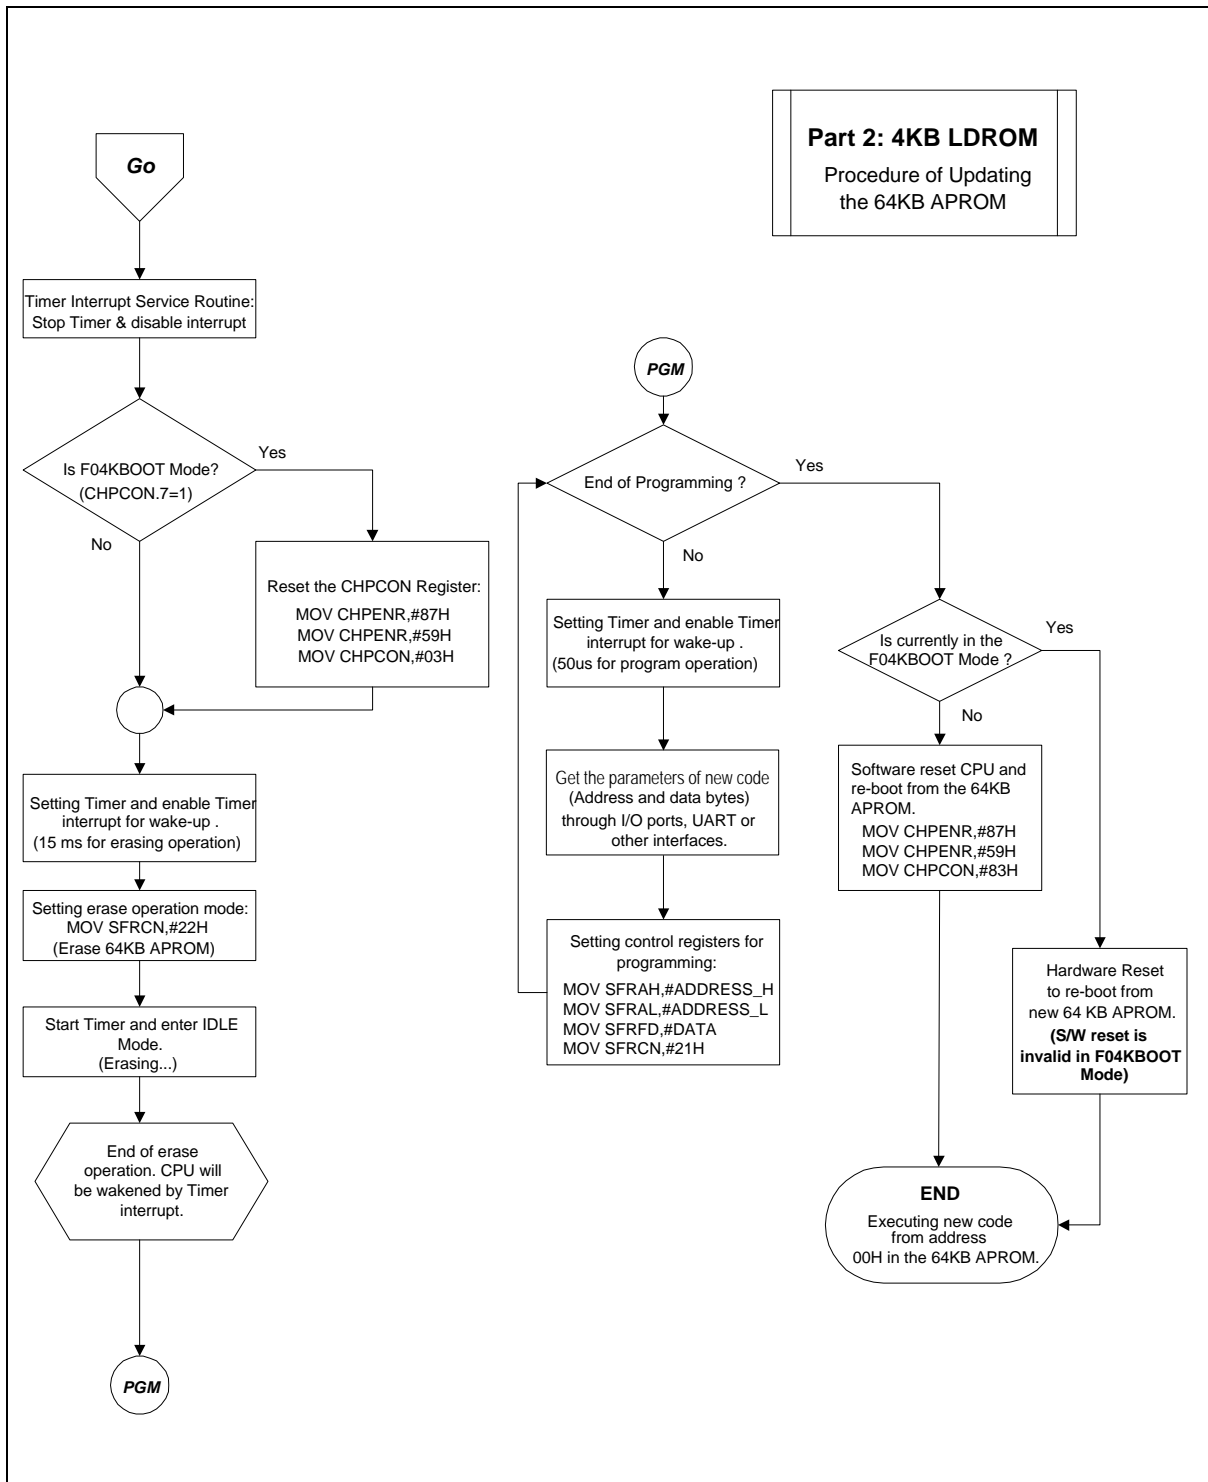 Part 2: 4KB LDROM
Procedure of Updating
the 64KB APROM
Go
Timer Interrupt Service Routine:
Stop Timer & disable interrupt
Is F04KBOOT Mode?
(CHPCON.7=1)
Yes
No
Reset the CHPCON Register:
MOV CHPENR,#87H
MOV CHPENR,#59H
MOV CHPCON,#03H
Setting Timer and enable Timer
interrupt for wake-up .
(15 ms for erasing operation)
Setting erase operation mode:
MOV SFRCN,#22H
(Erase 64KB APROM)
Start Timer and enter IDLE
Mode.
(Erasing...)
End of erase
operation. CPU will
be wakened by Timer
interrupt.
PGM
PGM
End of Programming ?
Yes
No
Setting Timer and enable Timer
interrupt for wake-up .
(50us for program operation)
Get the parameters of new code
(Address and data bytes)
through I/O ports, UART or
other interfaces.
Setting control registers for
programming:
MOV SFRAH,#ADDRESS_H
MOV SFRAL,#ADDRESS_L
MOV SFRFD,#DATA
MOV SFRCN,#21H
Is currently in the
F04KBOOT Mode ?
Yes
No
Software reset CPU and
re-boot from the 64KB
APROM.
MOV CHPENR,#87H
MOV CHPENR,#59H
MOV CHPCON,#83H
Hardware Reset
to re-boot from
new 64 KB APROM.
(S/W reset is
invalid in F04KBOOT
Mode)
END
Executing new code
from address
00H in the 64KB APROM.